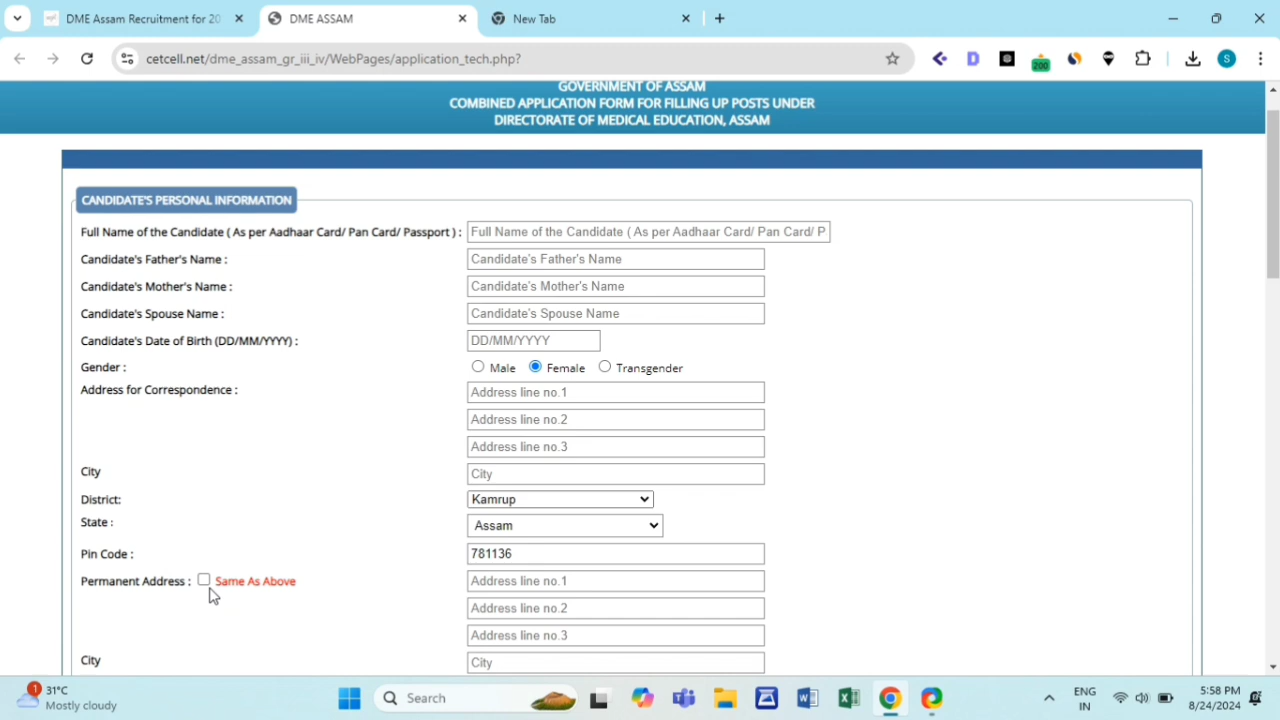 DME Assam Recruitment for 20
DME ASSAM
New Tab
cetcell.net/dme_assam_gr_iii_iv/WebPages/application_tech.php?
D
200
S
GOVERNMENT OF ASSAM
COMBINED APPLICATION FORM FOR FILLING UP POSTS UNDER
DIRECTORATE OF MEDICAL EDUCATION, ASSAM
CANDIDATE'S PERSONAL INFORMATION
Full Name of the Candidate ( As per Aadhaar Card/ Pan Card/ Passport ) : Full Name of the Candidate ( As per Aadhaar Card/ Pan Card/ P
Candidate's Father's Name : Candidate's Father's Name
Candidate's Mother's Name : Candidate's Mother's Name
Candidate's Spouse Name : Candidate's Spouse Name
Candidate's Date of Birth (DD/MM/YYYY) : DD/MM/YYYY
Gender : Male Female Transgender
Address for Correspondence : Address line no.1
Address line no.2
Address line no.3
City City
District: Kamrup
State : Assam
Pin Code : 781136
Permanent Address : Same As Above Address line no.1
Address line no.2
Address line no.3
City City
1
31°C
Mostly cloudy
Search
ENG
IN
5:58 PM
8/24/2024